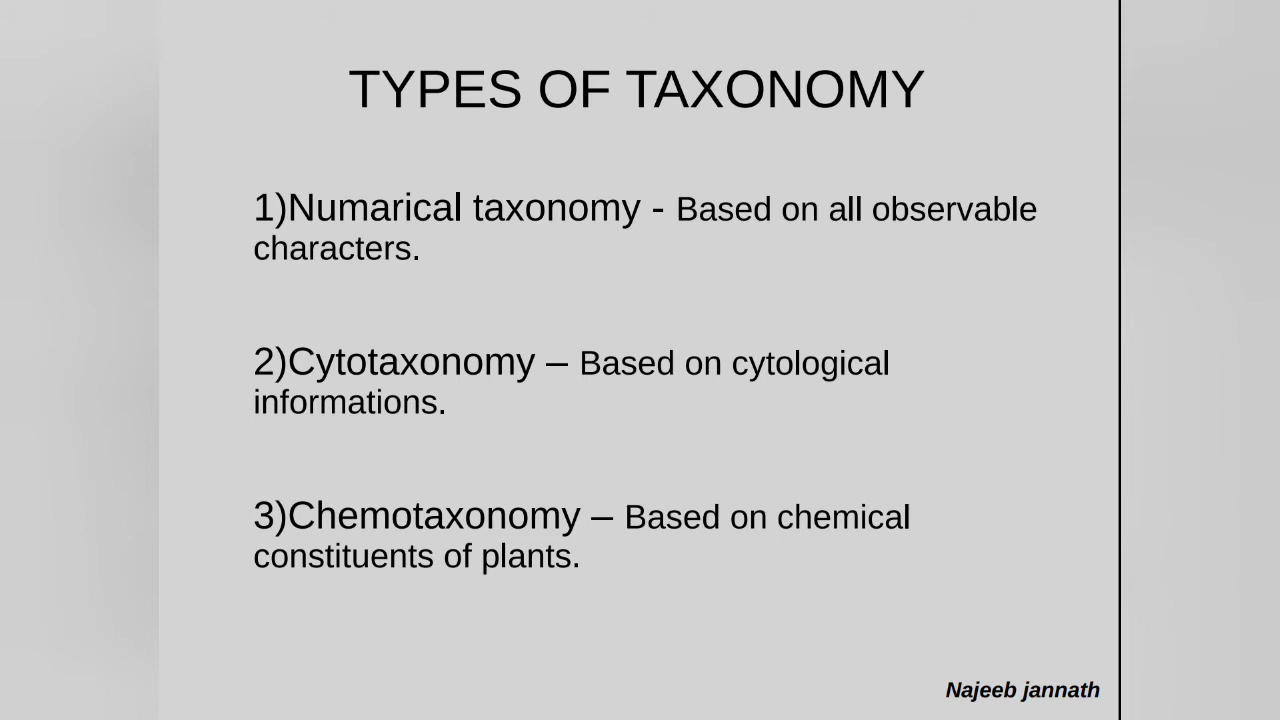 TYPES OF TAXONOMY
1)Numarical taxonomy - Based on all observable
characters.
2)Cytotaxonomy – Based on cytological
informations.
3)Chemotaxonomy – Based on chemical
constituents of plants.
Najeeb jannath